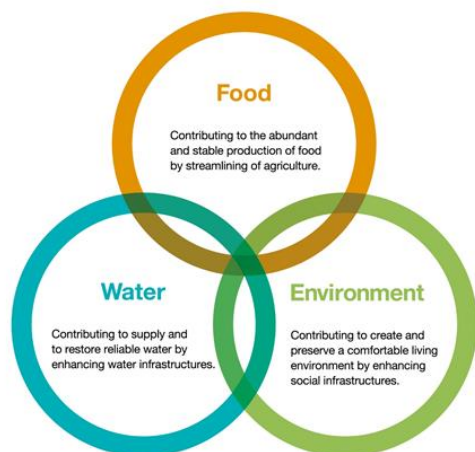 Food
Contributing to the abundant
and stable production of food
by streamlining of agriculture.
Water
Contributing to supply and
to restore reliable water by
enhancing water infrastructures.
Environment
Contributing to create and
preserve a comfortable living
environment by enhancing
social infrastructures.